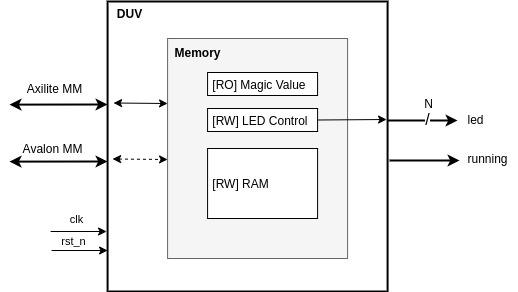 DUV
Memory
Axilite MM
[RO] Magic Value
N
[RW] LED Control
led
Avalon MM
running
[RW] RAM
clk
rst_n